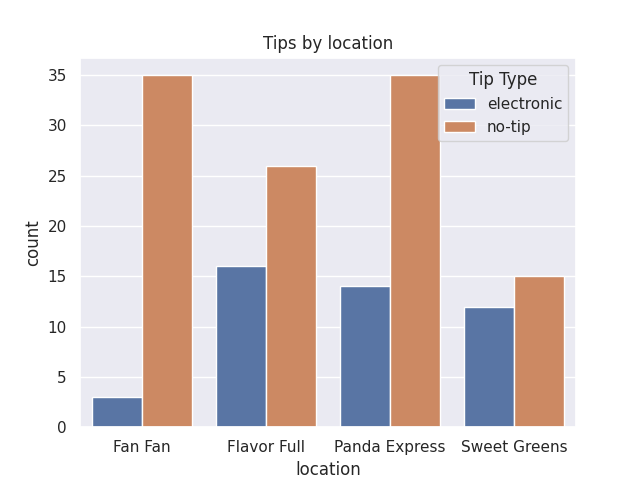 Tips by location
Tip Type
electronic
no-tip
35
30
25
20
15
10
5
0
count
Fan Fan
Flavor Full
Panda Express
Sweet Greens
location